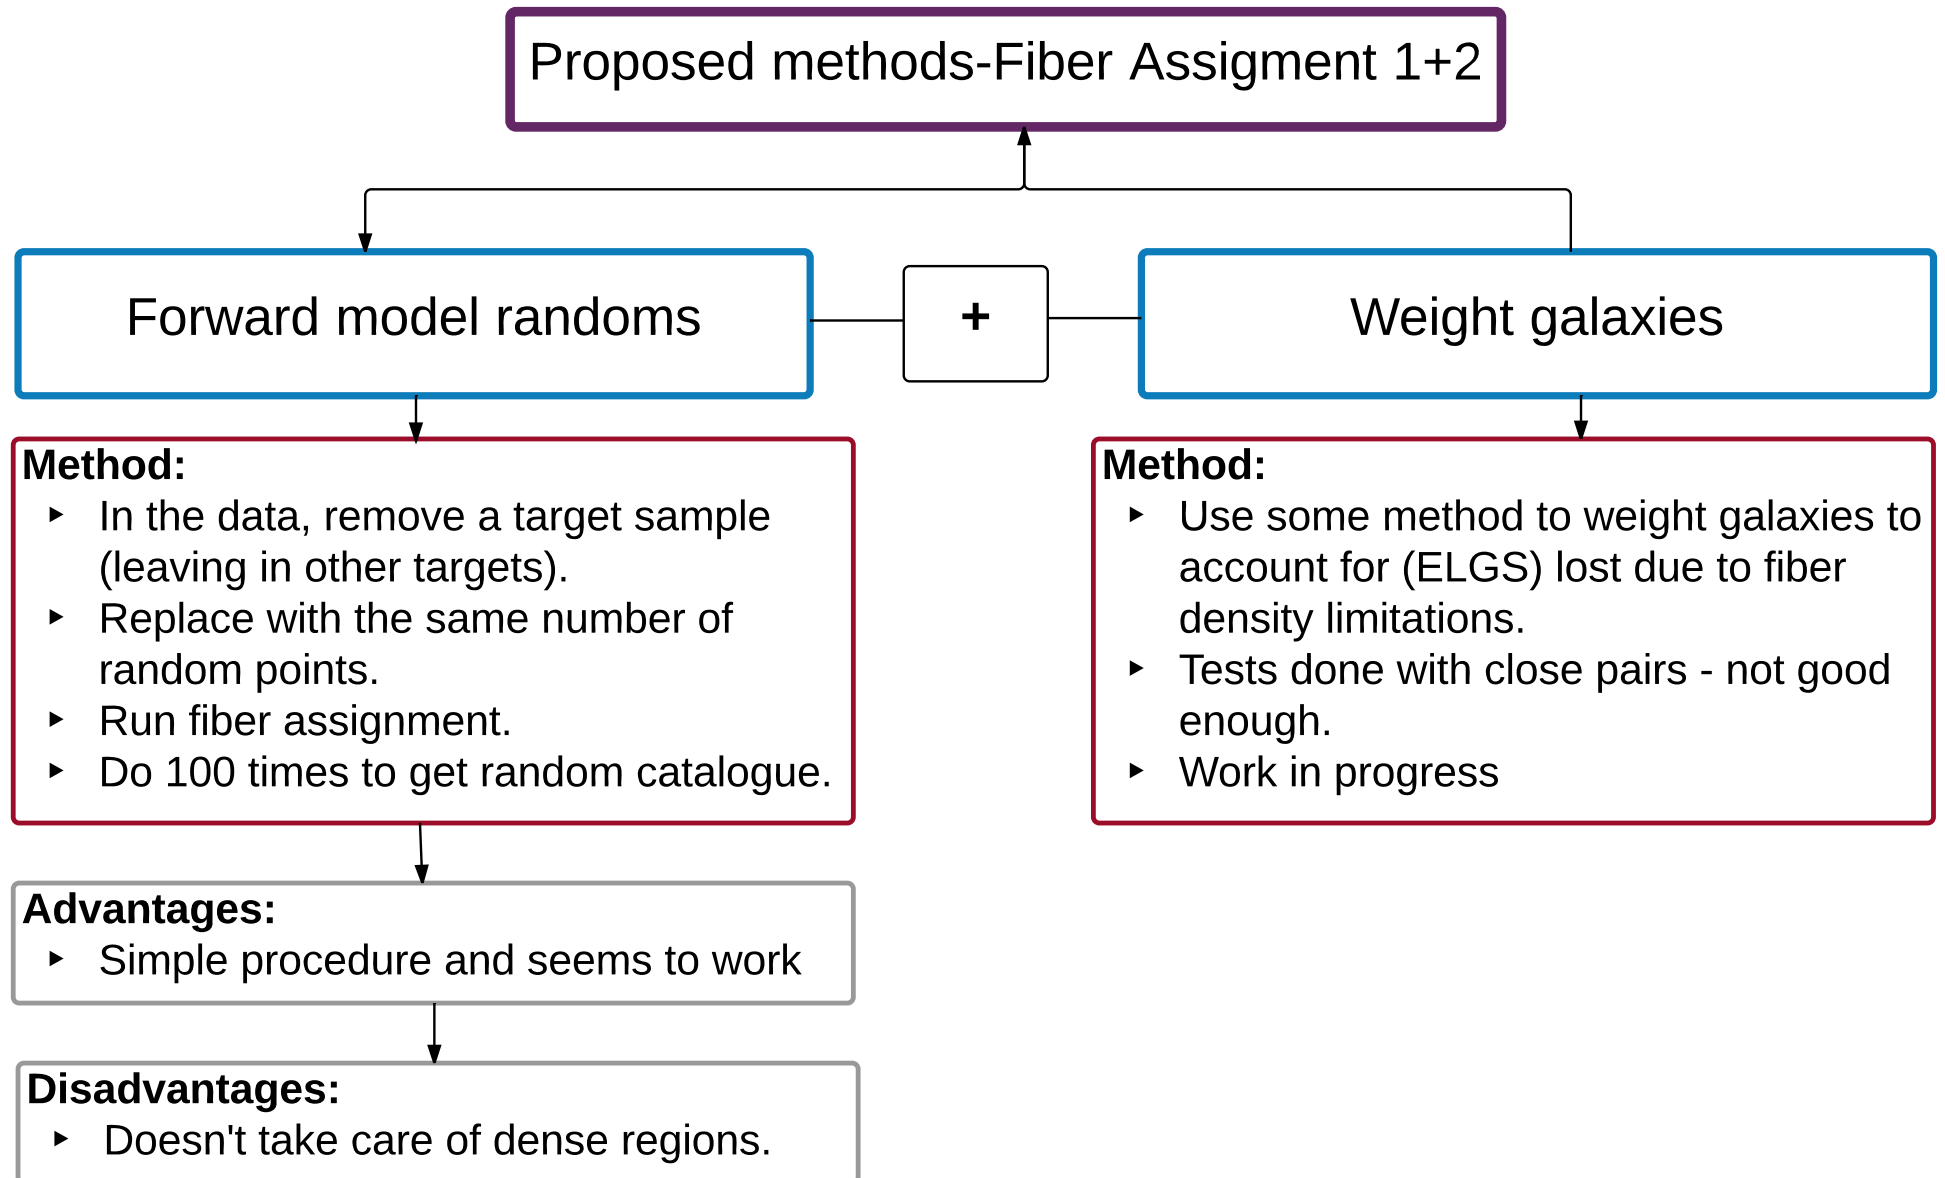 Proposed methods-Fiber Assigment 1+2
Forward model randoms
+
Weight galaxies
Method:
‣ In the data, remove a target sample
(leaving in other targets).
‣ Replace with the same number of
random points.
‣ Run fiber assignment.
‣ Do 100 times to get random catalogue.
Method:
‣ Use some method to weight galaxies to
account for (ELGS) lost due to fiber
density limitations.
‣ Tests done with close pairs - not good
enough.
‣ Work in progress
Advantages:
‣ Simple procedure and seems to work
Disadvantages:
‣ Doesn't take care of dense regions.